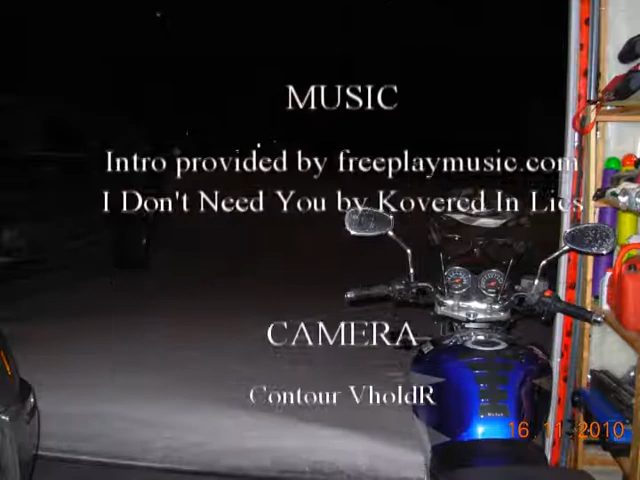 MUSIC
Intro provided by freeplaymusic.com
I Don't Need You by Kovered In Lies
CAMERA
Contour VholdR
16.11.2010